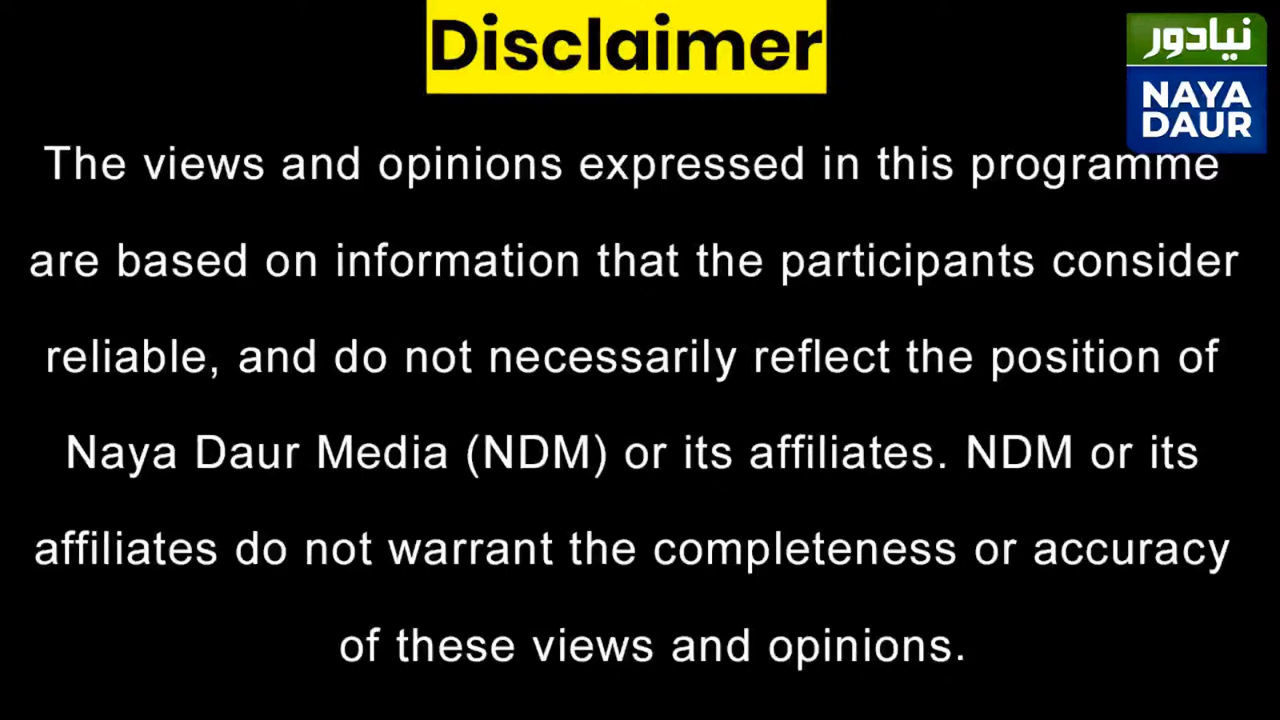 Disclaimer
نیا دور
NAYA
DAUR
The views and opinions expressed in this programme
are based on information that the participants consider
reliable, and do not necessarily reflect the position of
Naya Daur Media (NDM) or its affiliates. NDM or its
affiliates do not warrant the completeness or accuracy
of these views and opinions.